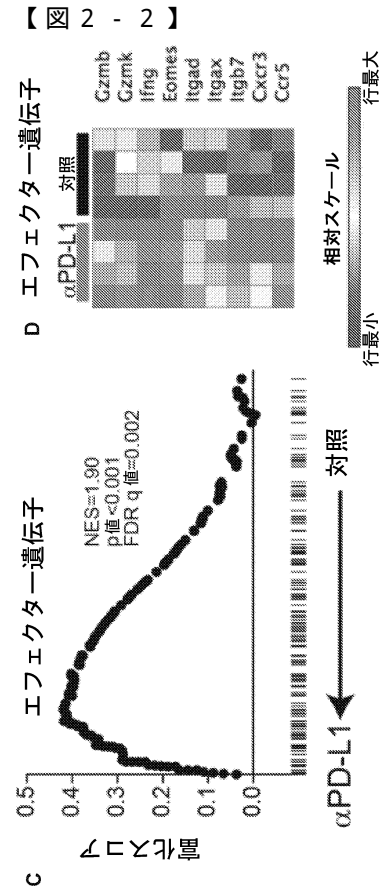 【図2-2】
C
エフェクター遺伝子
富化スコア
0.5
0.4
0.3
0.2
0.1
0.0
NES=1.90
p値<0.001
FDR q値=0.002
αPD-L1
対照
D
エフェクター遺伝子
αPD-L1
対照
Gzmb
Gzmk
Ifng
Eomes
Itgad
Itgax
Itgb7
Cxcr3
Ccr5
相対スケール
行最小
行最大